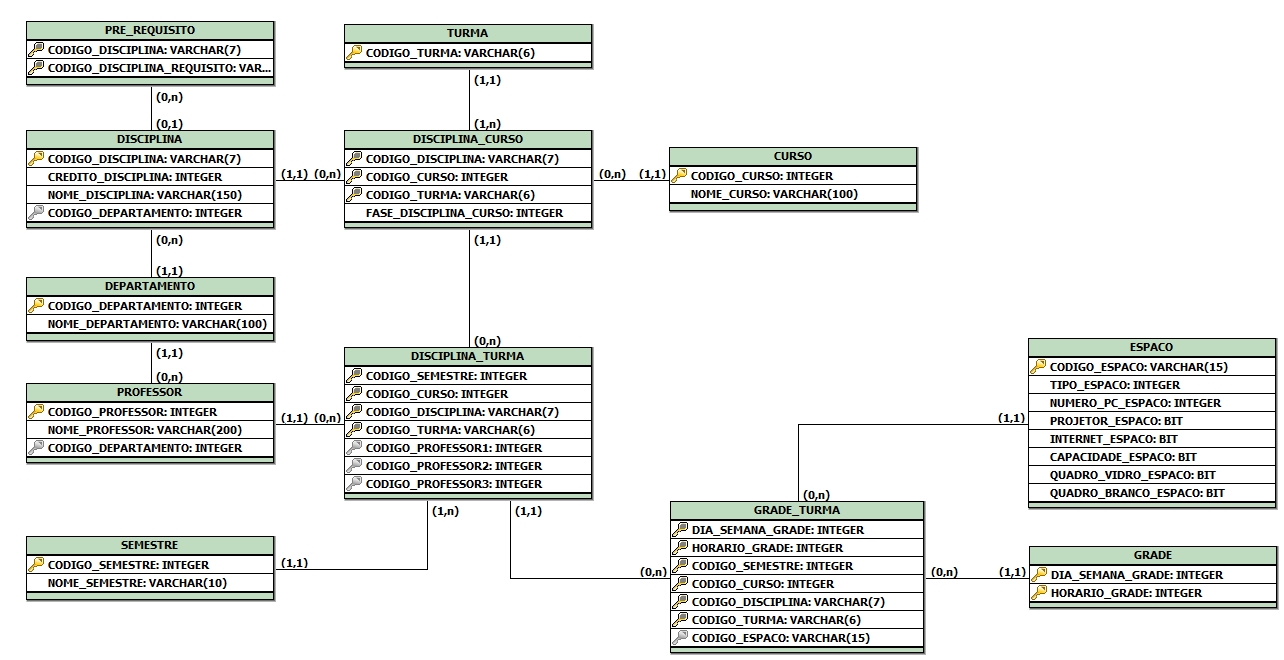 PRE_REQUISITO
CODIGO_DISCIPLINA: VARCHAR(7)
CODIGO_DISCIPLINA_REQUISITO: VAR...
(0,n)
(0,1)
TURMA
CODIGO_TURMA: VARCHAR(6)
(1,1)
(1,n)
DISCIPLINA
CODIGO_DISCIPLINA: VARCHAR(7)
CREDITO_DISCIPLINA: INTEGER
NOME_DISCIPLINA: VARCHAR(150)
CODIGO_DEPARTAMENTO: INTEGER
(1,1) (0,n)
DISCIPLINA_CURSO
CODIGO_DISCIPLINA: VARCHAR(7)
CODIGO_CURSO: INTEGER
CODIGO_TURMA: VARCHAR(6)
FASE_DISCIPLINA_CURSO: INTEGER
(0,n) (1,1)
CURSO
CODIGO_CURSO: INTEGER
NOME_CURSO: VARCHAR(100)
(0,n)
(1,1)
(1,1)
(0,n)
DEPARTAMENTO
CODIGO_DEPARTAMENTO: INTEGER
NOME_DEPARTAMENTO: VARCHAR(100)
(1,1)
(0,n)
PROFESSOR
CODIGO_PROFESSOR: INTEGER
NOME_PROFESSOR: VARCHAR(200)
CODIGO_DEPARTAMENTO: INTEGER
(1,1) (0,n)
DISCIPLINA_TURMA
CODIGO_SEMESTRE: INTEGER
CODIGO_CURSO: INTEGER
CODIGO_DISCIPLINA: VARCHAR(7)
CODIGO_TURMA: VARCHAR(6)
CODIGO_PROFESSOR1: INTEGER
CODIGO_PROFESSOR2: INTEGER
CODIGO_PROFESSOR3: INTEGER
(1,n)
(1,1)
SEMESTRE
CODIGO_SEMESTRE: INTEGER
NOME_SEMESTRE: VARCHAR(10)
(1,1)
(0,n)
ESPACO
CODIGO_ESPACO: VARCHAR(15)
TIPO_ESPACO: INTEGER
NUMERO_PC_ESPACO: INTEGER
PROJETOR_ESPACO: BIT
INTERNET_ESPACO: BIT
CAPACIDADE_ESPACO: BIT
QUADRO_VIDRO_ESPACO: BIT
QUADRO_BRANCO_ESPACO: BIT
(1,1)
(0,n)
GRADE_TURMA
DIA_SEMANA_GRADE: INTEGER
HORARIO_GRADE: INTEGER
CODIGO_SEMESTRE: INTEGER
CODIGO_CURSO: INTEGER
CODIGO_DISCIPLINA: VARCHAR(7)
CODIGO_TURMA: VARCHAR(6)
CODIGO_ESPACO: VARCHAR(15)
(0,n) (1,1)
GRADE
DIA_SEMANA_GRADE: INTEGER
HORARIO_GRADE: INTEGER